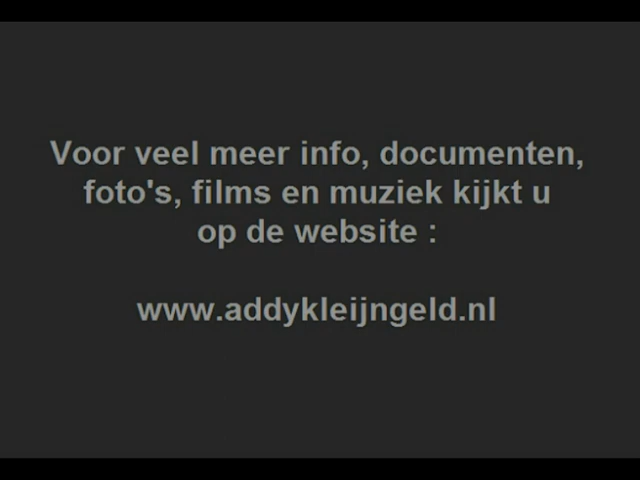 Voor veel meer info, documenten,
foto's, films en muziek kijkt u
op de website :
www.addykleijngeld.nl